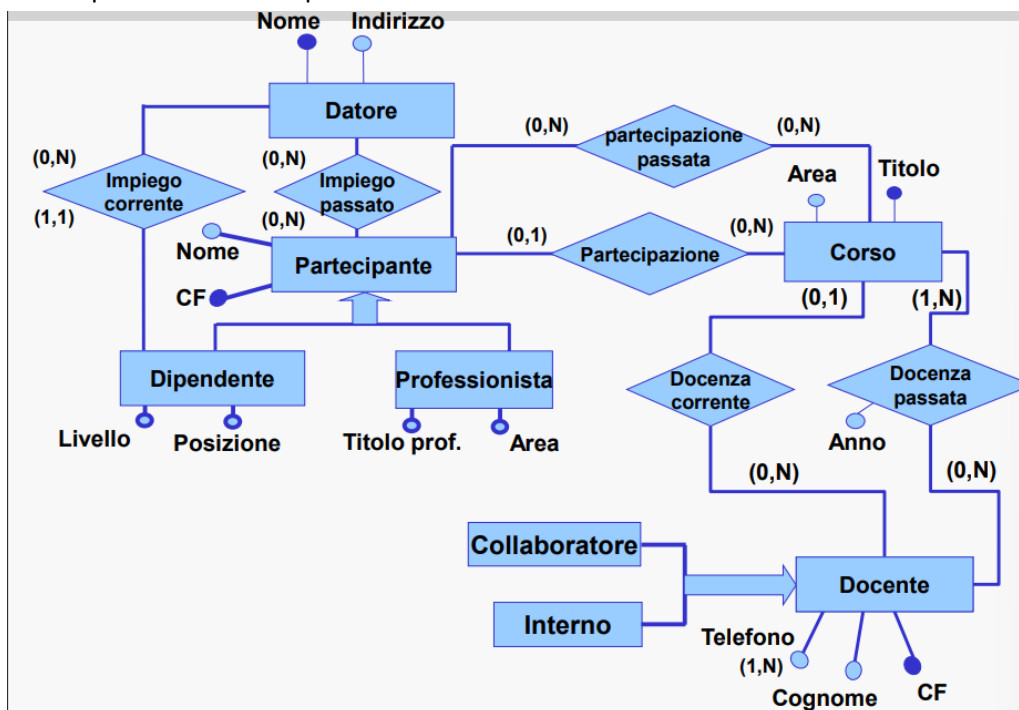 Nome
Indirizzo
Datore
(0,N)
Impiego
corrente
(1,1)
(0,N)
Impiego
passato
(0,N)
(0,N)
partecipazione
passata
(0,N)
Area
Titolo
Nome
CF
Partecipante
(0,1)
Partecipazione
(0,N)
Corso
(0,1)
(1,N)
Dipendente
Professionista
Livello
Posizione
Titolo prof.
Area
Docenza
corrente
Docenza
passata
Anno
(0,N)
(0,N)
Collaboratore
Interno
Docente
Telefono
(1,N)
Cognome
CF